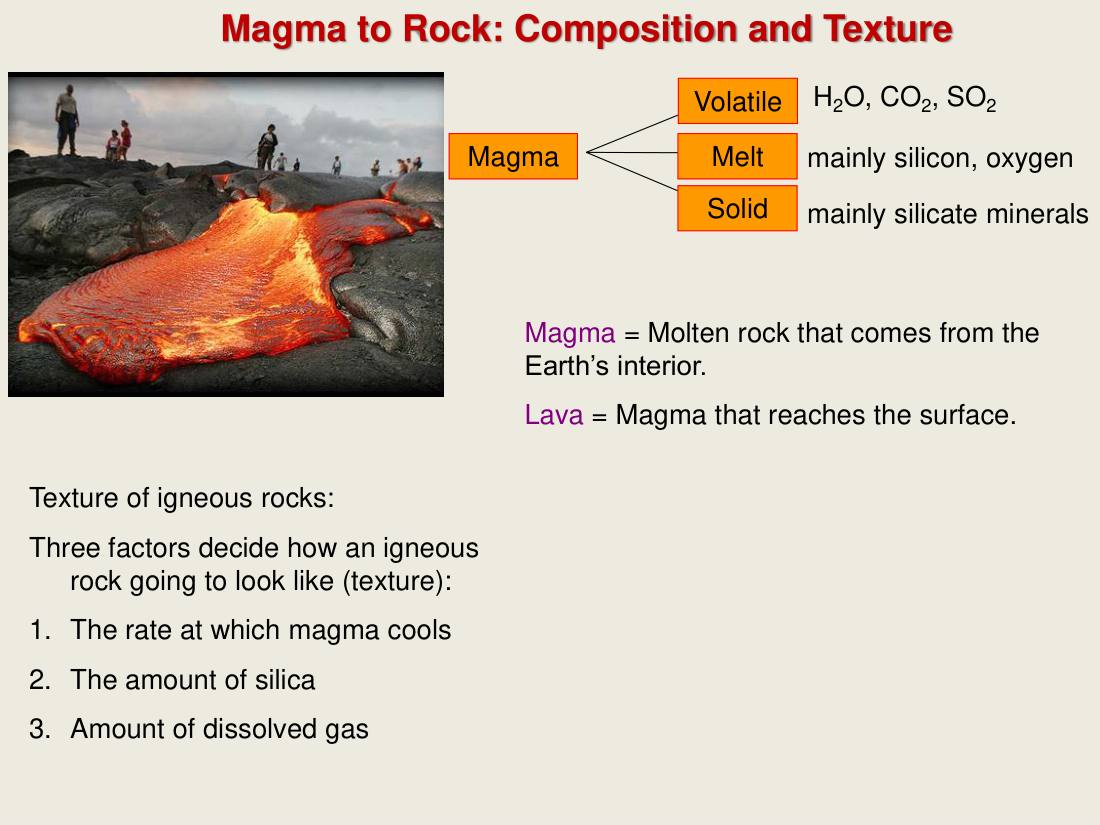 Magma to Rock: Composition and Texture
Magma
Volatile
H₂O, CO₂, SO₂
Melt
mainly silicon, oxygen
Solid
mainly silicate minerals
Magma = Molten rock that comes from the
Earth’s interior.
Lava = Magma that reaches the surface.
Texture of igneous rocks:
Three factors decide how an igneous
rock going to look like (texture):
1. The rate at which magma cools
2. The amount of silica
3. Amount of dissolved gas